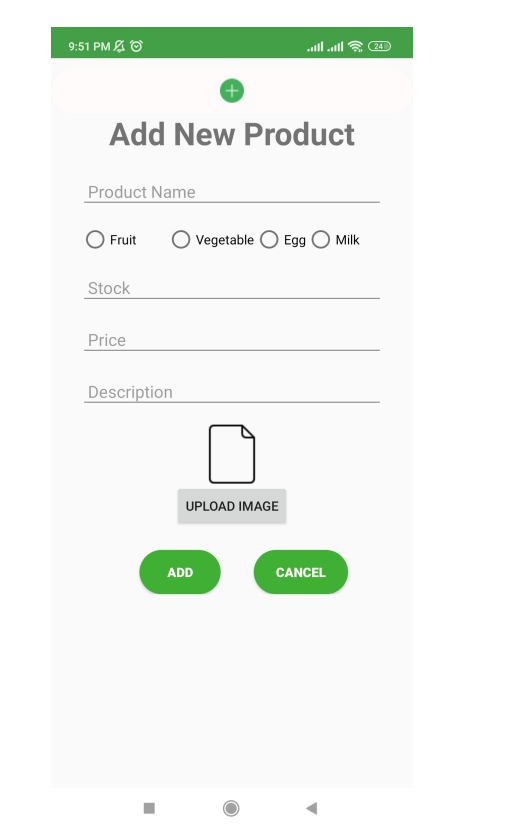 9:51 PM 24
Add New Product
Product Name
Fruit Vegetable Egg Milk
Stock
Price
Description
UPLOAD IMAGE
ADD CANCEL